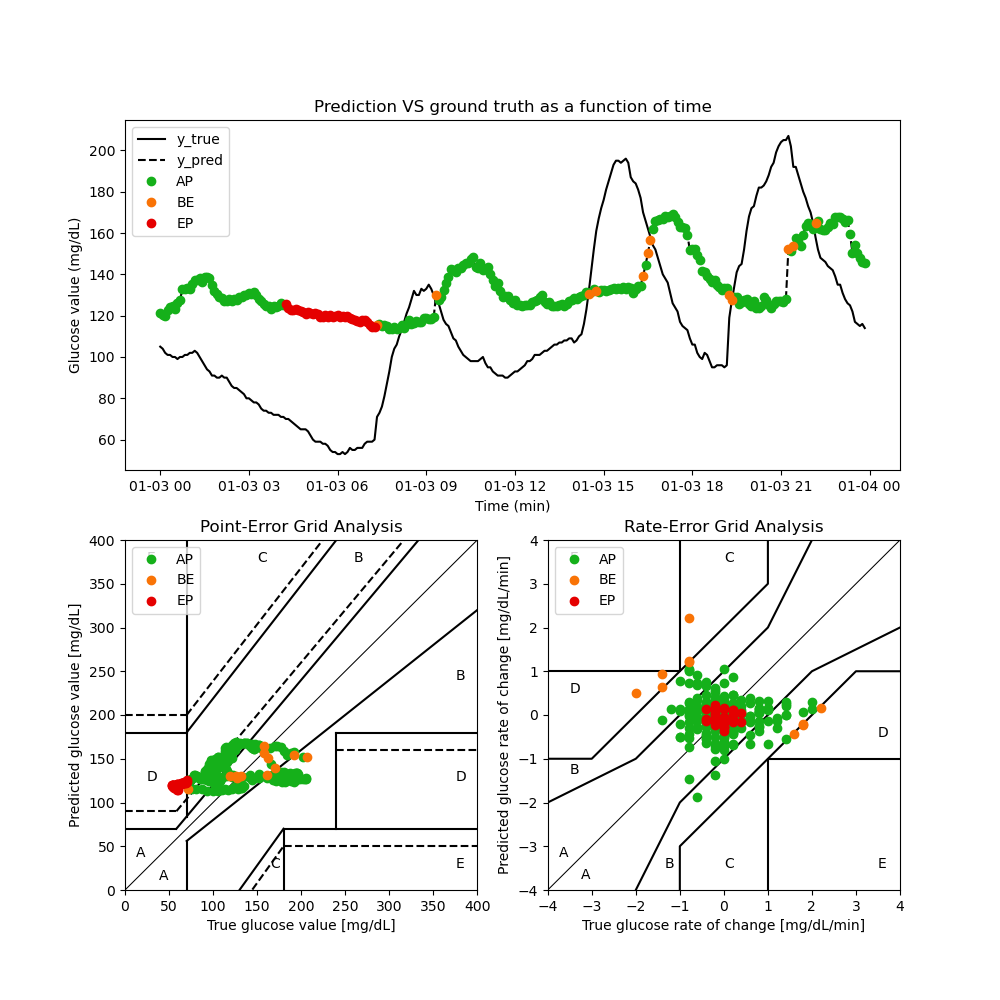 Prediction VS ground truth as a function of time
Glucose value (mg/dL)
200
180
160
140
120
100
80
60
y_true
y_pred
AP
BE
EP
01-03 00 01-03 03 01-03 06 01-03 09 01-03 12 01-03 15 01-03 18 01-03 21 01-04 00
Time (min)
Point-Error Grid Analysis
Predicted glucose value [mg/dL]
400
350
300
250
200
150
100
50
0
AP
BE
EP
C
B
B
D
D
A
A
C
E
0 50 100 150 200 250 300 350 400
True glucose value [mg/dL]
Rate-Error Grid Analysis
Predicted glucose rate of change [mg/dL/min]
4
3
2
1
0
−1
−2
−3
−4
AP
BE
EP
C
D
D
B
A
A
B
C
E
−4 −3 −2 −1 0 1 2 3 4
True glucose rate of change [mg/dL/min]